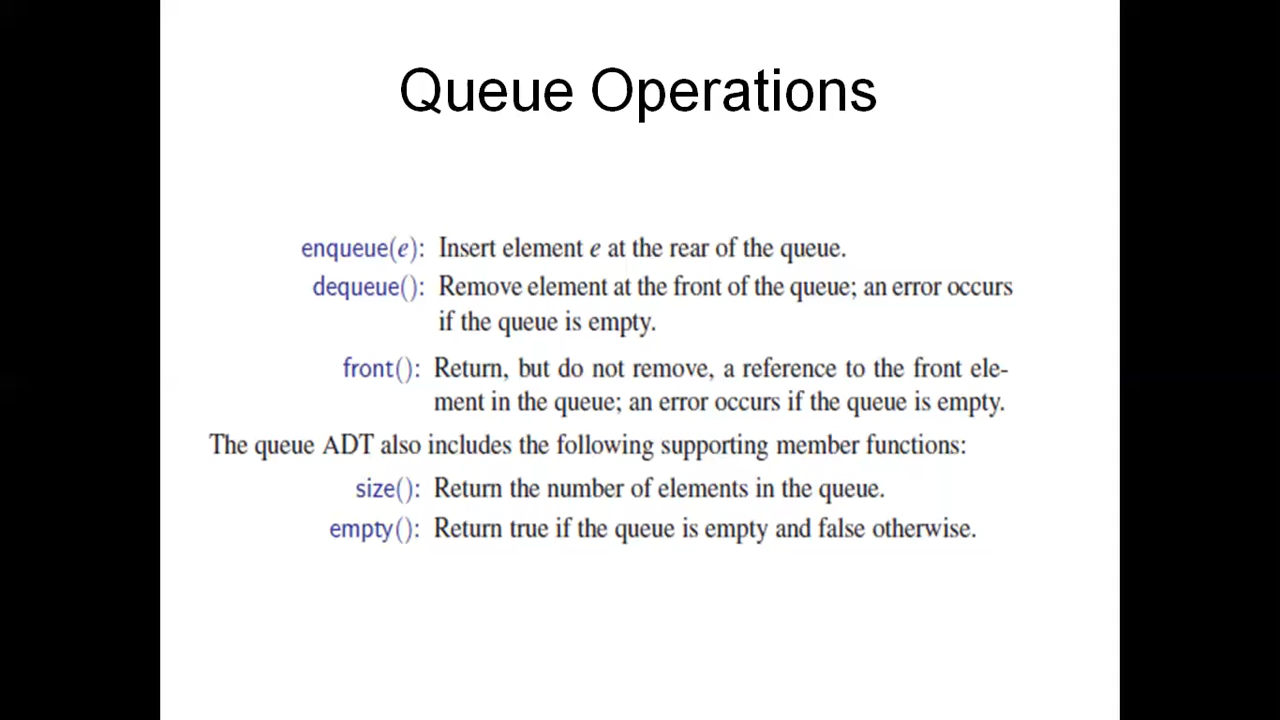 Queue Operations
enqueue(e): Insert element e at the rear of the queue.
dequeue(): Remove element at the front of the queue; an error occurs
if the queue is empty.
front(): Return, but do not remove, a reference to the front ele-
ment in the queue; an error occurs if the queue is empty.
The queue ADT also includes the following supporting member functions:
size(): Return the number of elements in the queue.
empty(): Return true if the queue is empty and false otherwise.